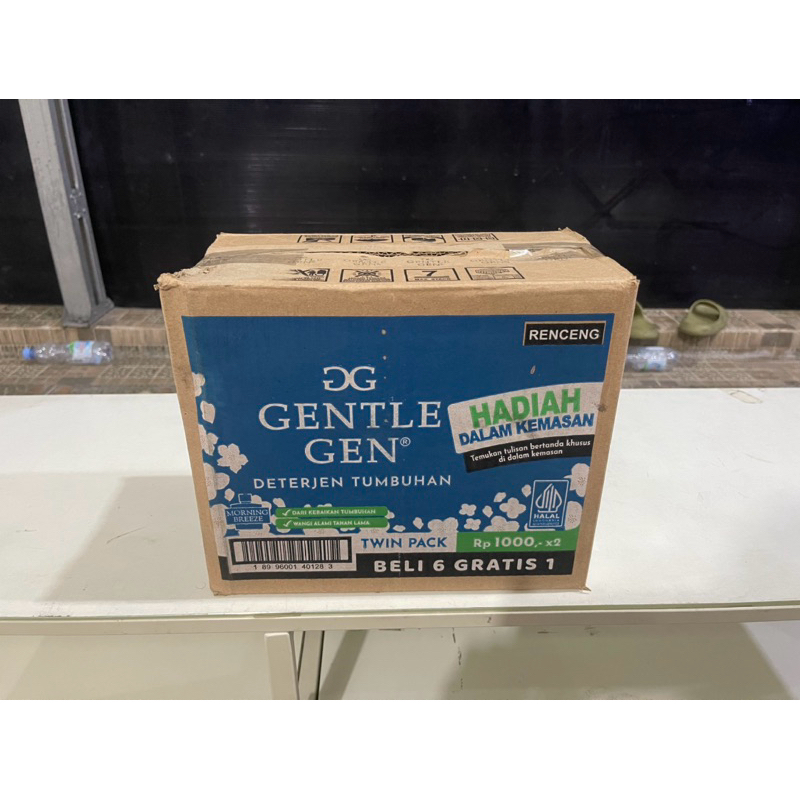 7
RENCENG
GG
GENTLE
GEN®
DETERJEN TUMBUHAN
HADIAH
DALAM KEMASAN
Temukan tulisan bertanda khusus
di dalam kemasan
MORNING
BREEZE
DARI KEBAIKAN TUMBUHAN
WANGI ALAMI TAHAN LAMA
HALAL
INDONESIA
TWIN PACK
Rp 1000,- x2
BELI 6 GRATIS 1
1 89 96001 40128 3